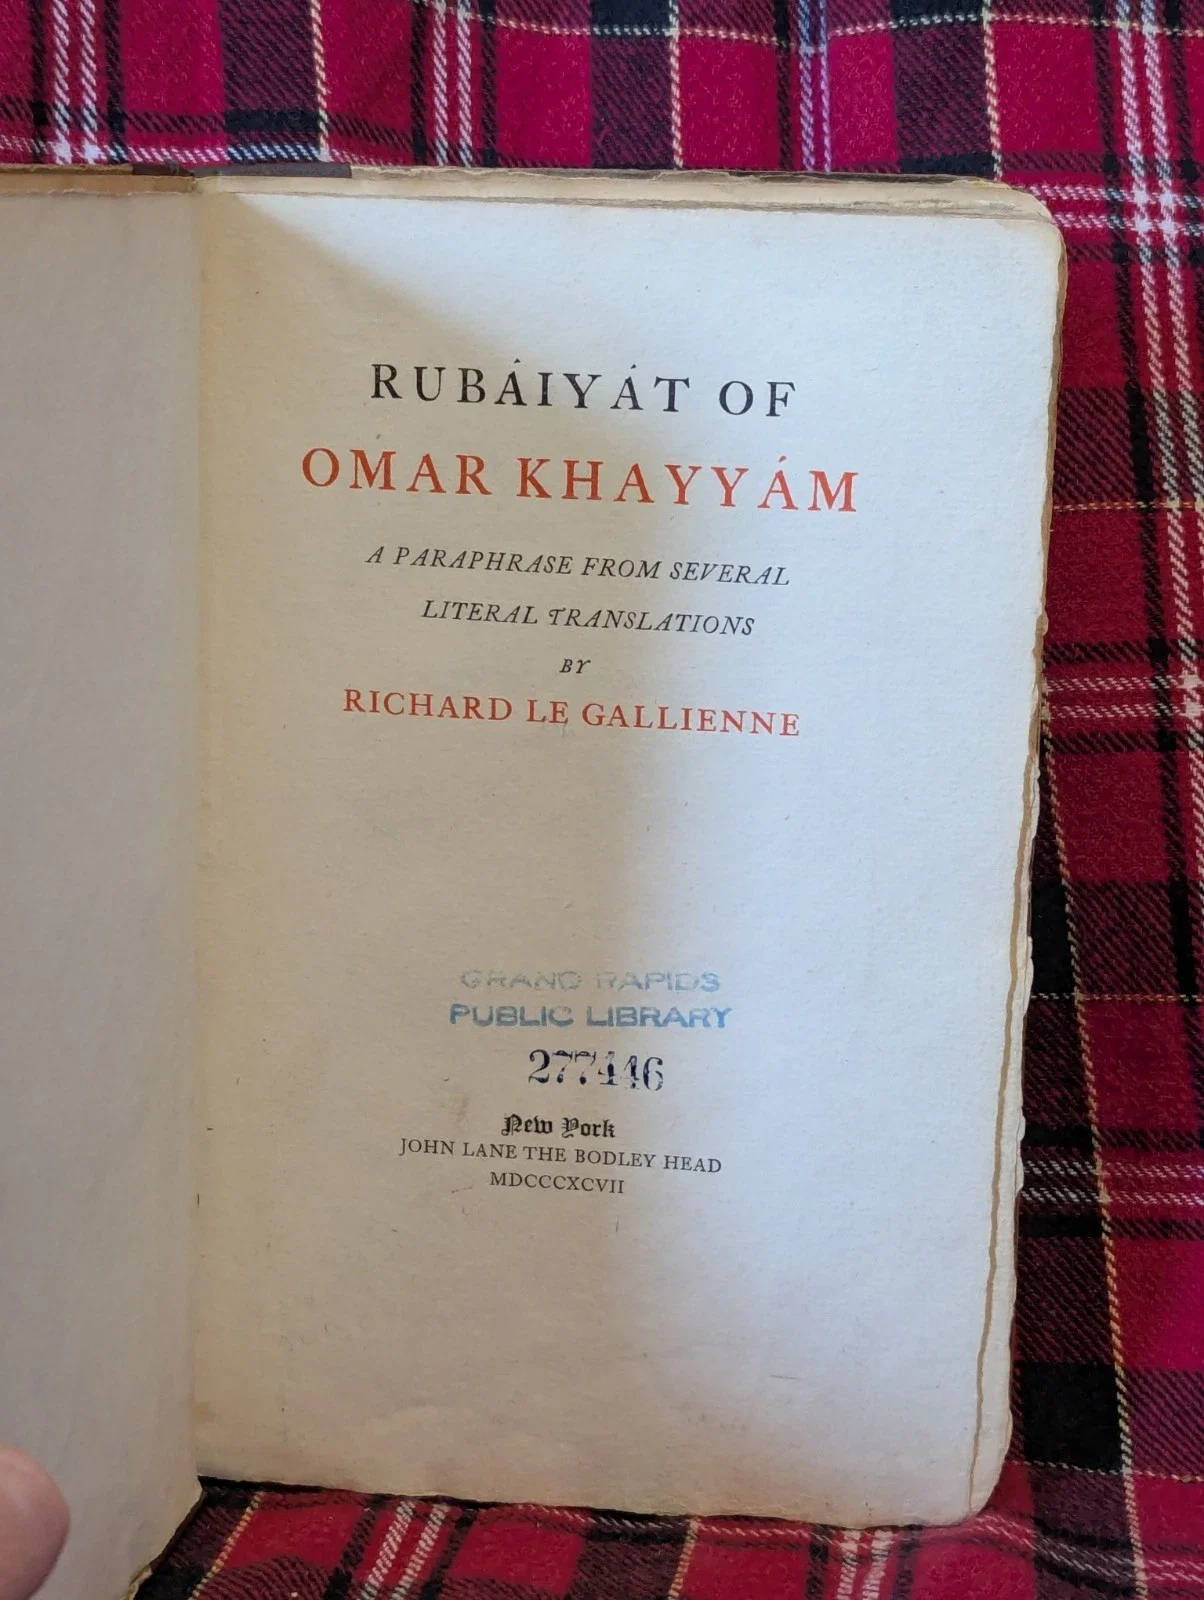 RUBÁIYÁT OF
OMAR KHAYYÁM
A PARAPHRASE FROM SEVERAL
LITERAL TRANSLATIONS
BY
RICHARD LE GALLIENNE
GRAND RAPIDS
PUBLIC LIBRARY
277446
New York
JOHN LANE THE BODLEY HEAD
MDCCCXCVII